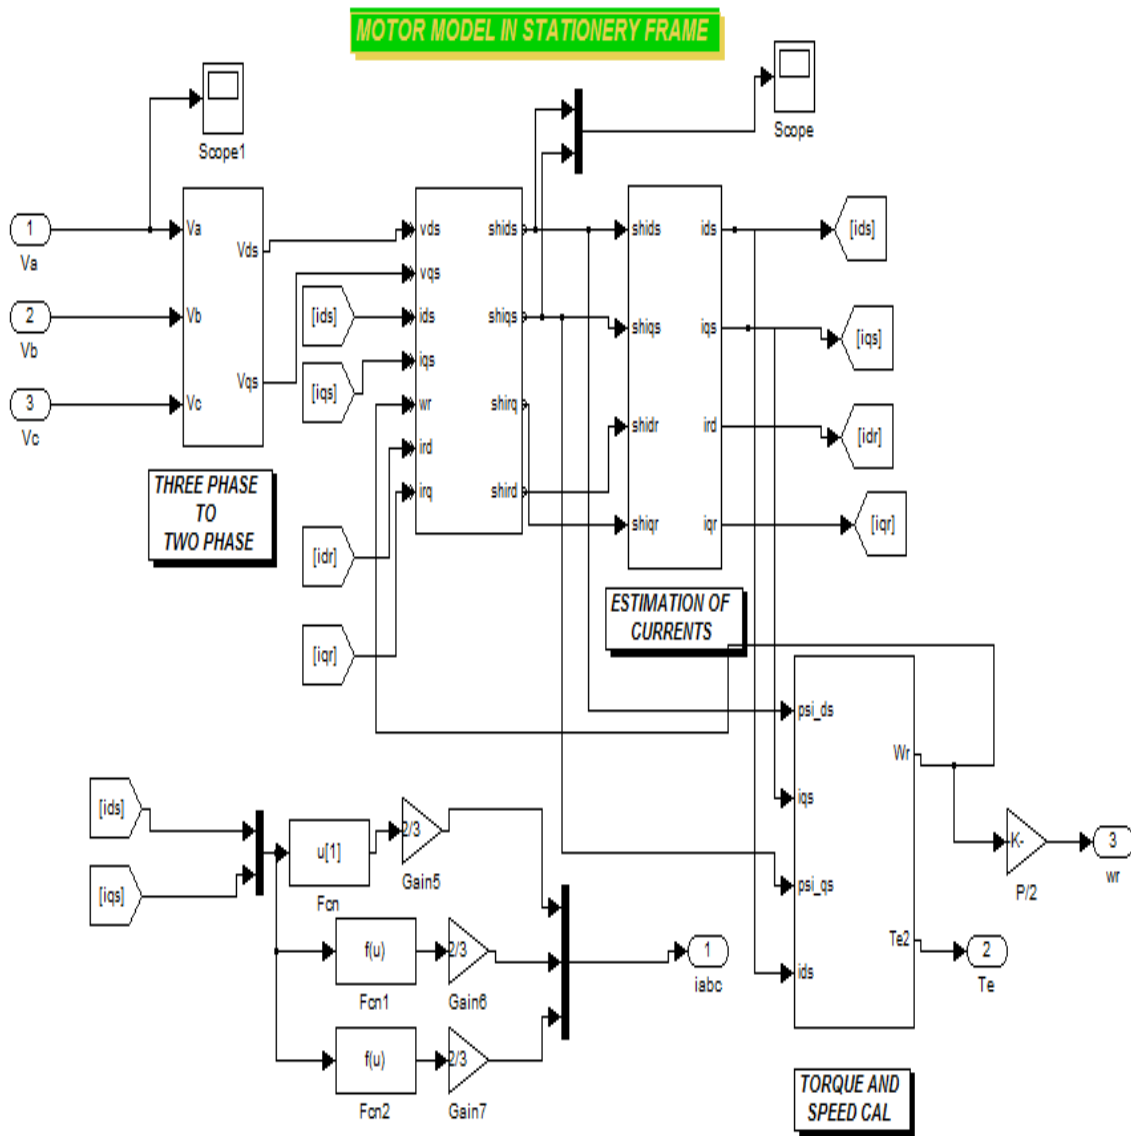 MOTOR MODEL IN STATIONERY FRAME
Scope1
Scope
1
Va
2
Vb
3
Vc
Va
Vb
Vc
Vds
Vqs
THREE PHASE
TO
TWO PHASE
[ids]
[iqs]
[idr]
[iqr]
vds
vqs
ids
iqs
wr
ird
irq
shids
shiqs
shirq
shird
shids
shiqs
shidr
shiqr
ids
iqs
ird
iqr
[ids]
[iqs]
[idr]
[iqr]
ESTIMATION OF
CURRENTS
psi_ds
iqs
psi_qs
ids
Wr
Te2
-K-
P/2
3
wr
2
Te
TORQUE AND
SPEED CAL
[ids]
[iqs]
u[1]
Fcn
2/3
Gain5
f(u)
Fcn1
2/3
Gain6
f(u)
Fcn2
2/3
Gain7
1
iabc